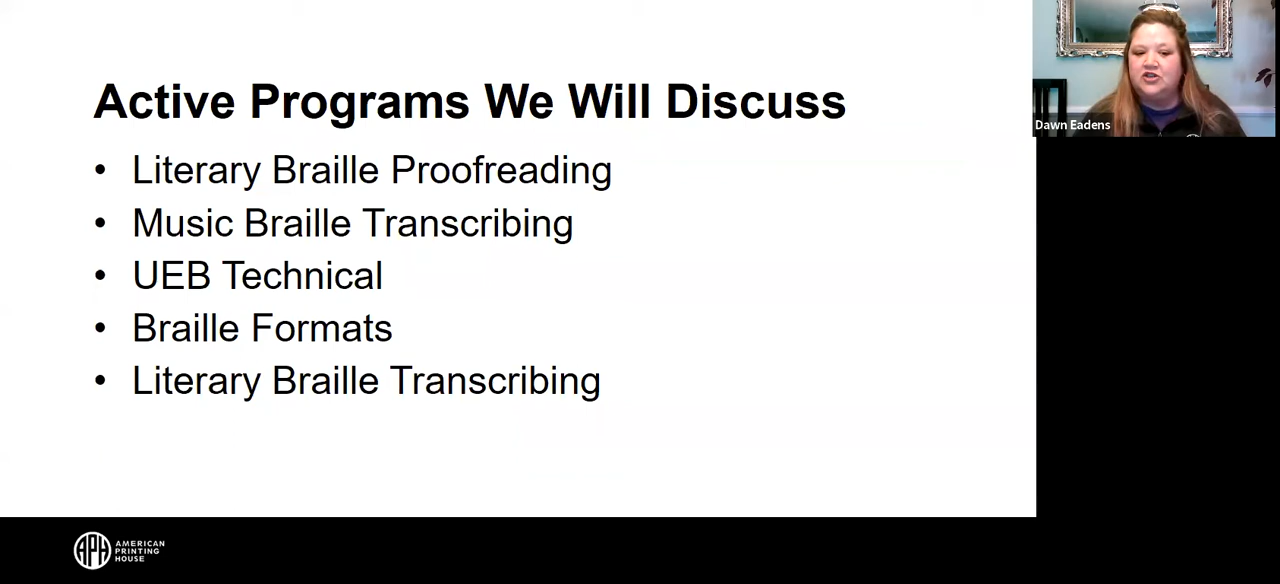 Active Programs We Will Discuss
• Literary Braille Proofreading
• Music Braille Transcribing
• UEB Technical
• Braille Formats
• Literary Braille Transcribing
Dawn Eadens
APH
AMERICAN
PRINTING
HOUSE